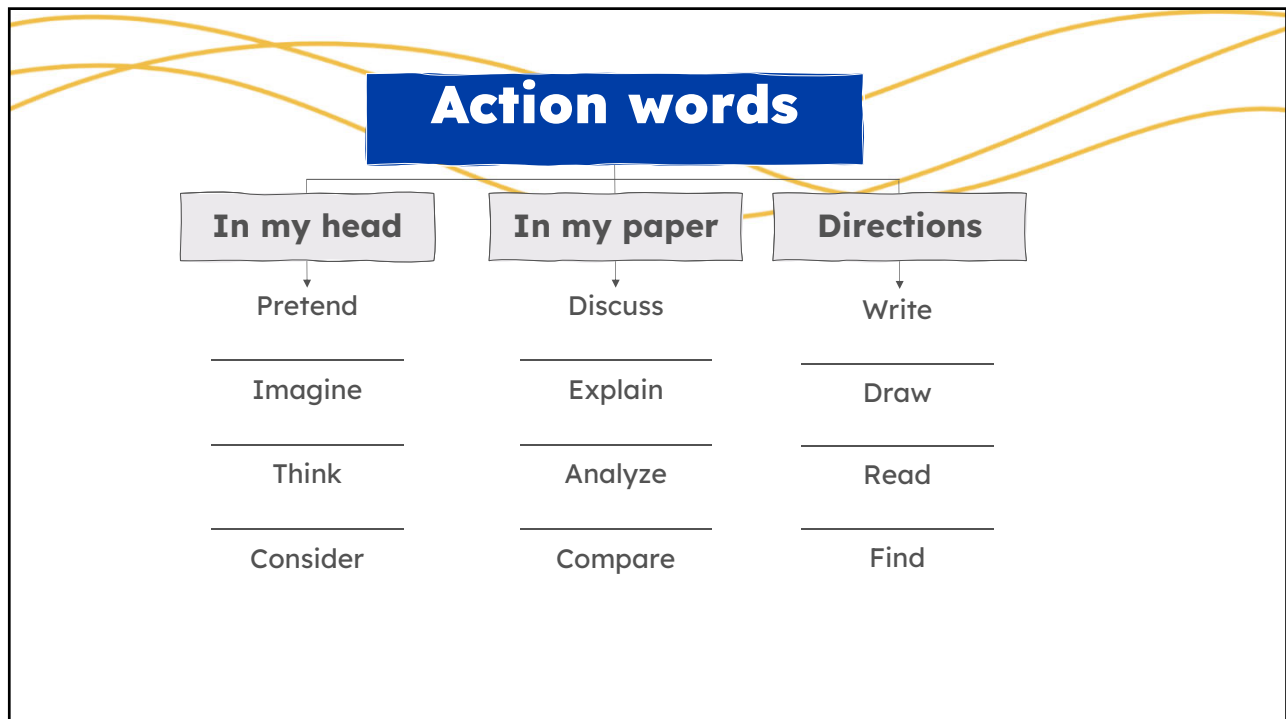 Action words
In my head
In my paper
Directions
Pretend
Discuss
Write
Imagine
Explain
Draw
Think
Analyze
Read
Consider
Compare
Find